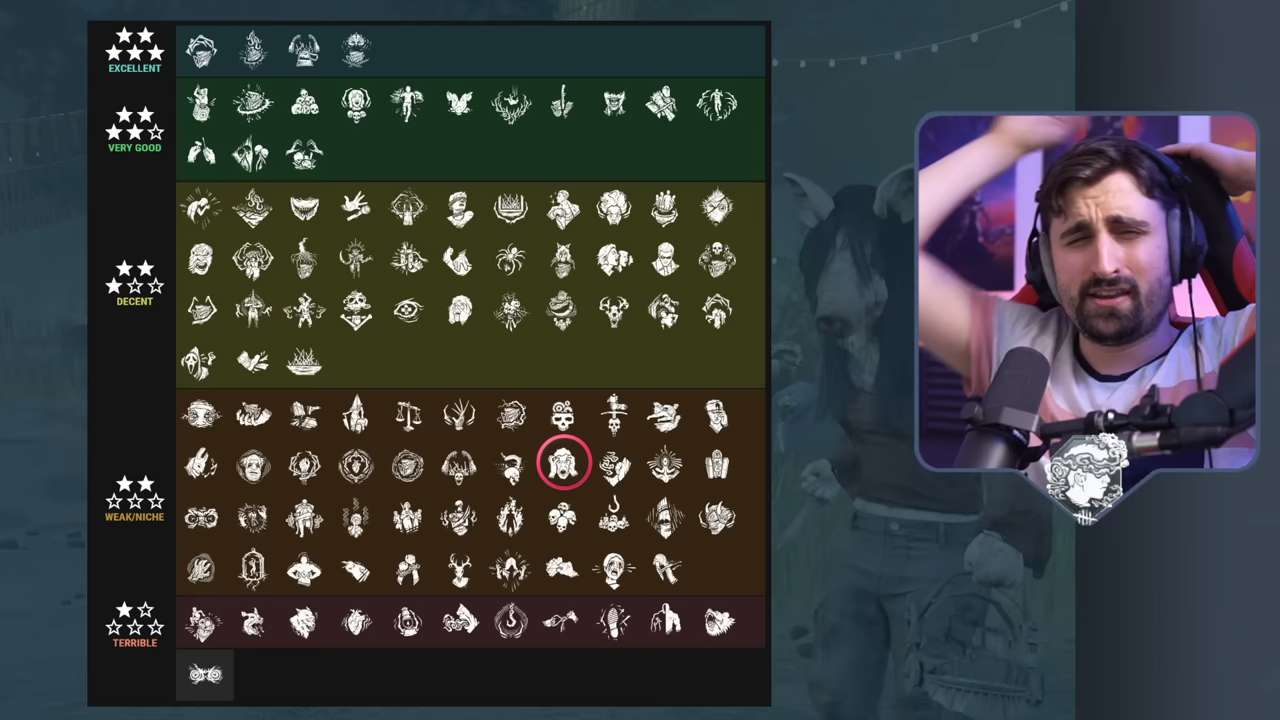 EXCELLENT
VERY GOOD
DECENT
WEAK/NICHE
TERRIBLE